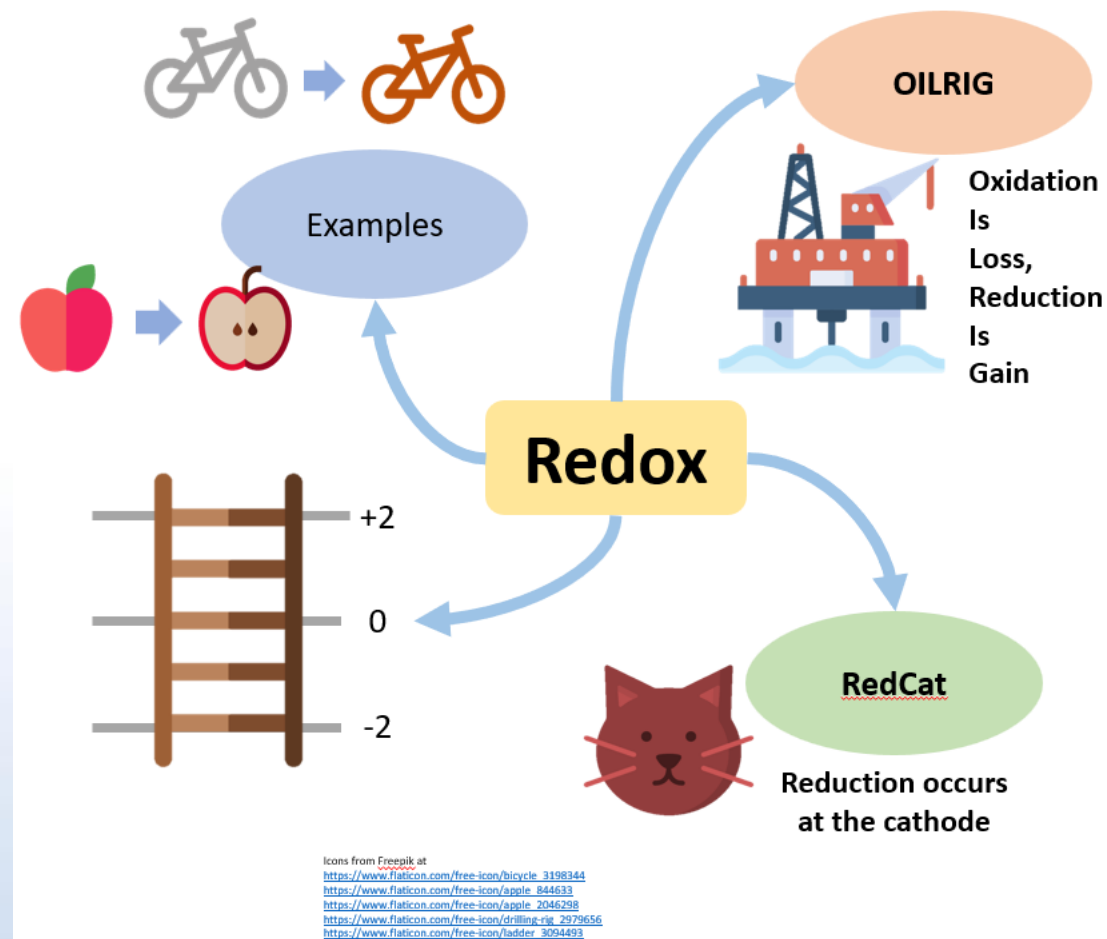 OILRIG
Oxidation
Is
Loss,
Reduction
Is
Gain
Examples
Redox
+2
0
-2
RedCat
Reduction occurs
at the cathode
Icons from Freepik at
https://www.flaticon.com/free-icon/bicycle_3198344
https://www.flaticon.com/free-icon/apple_844633
https://www.flaticon.com/free-icon/apple_2046298
https://www.flaticon.com/free-icon/drilling-rig_2979656
https://www.flaticon.com/free-icon/ladder_3094493